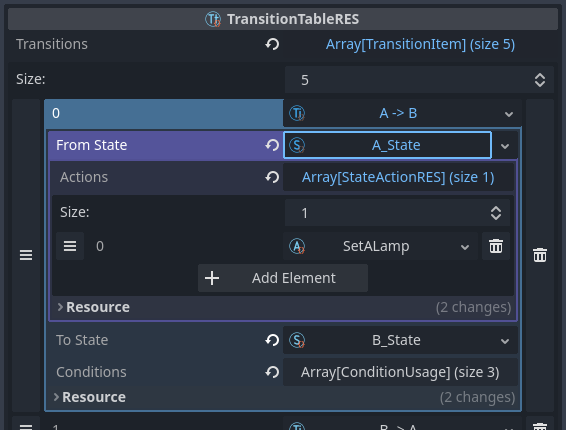 TransitionTableRES
Transitions Array[TransitionItem] (size 5)
Size: 5
0 A -> B
From State A_State
Actions Array[StateActionRES] (size 1)
Size: 1
0 SetALamp
+ Add Element
> Resource (2 changes)
To State B_State
Conditions Array[ConditionUsage] (size 3)
> Resource (2 changes)
1 B -> A